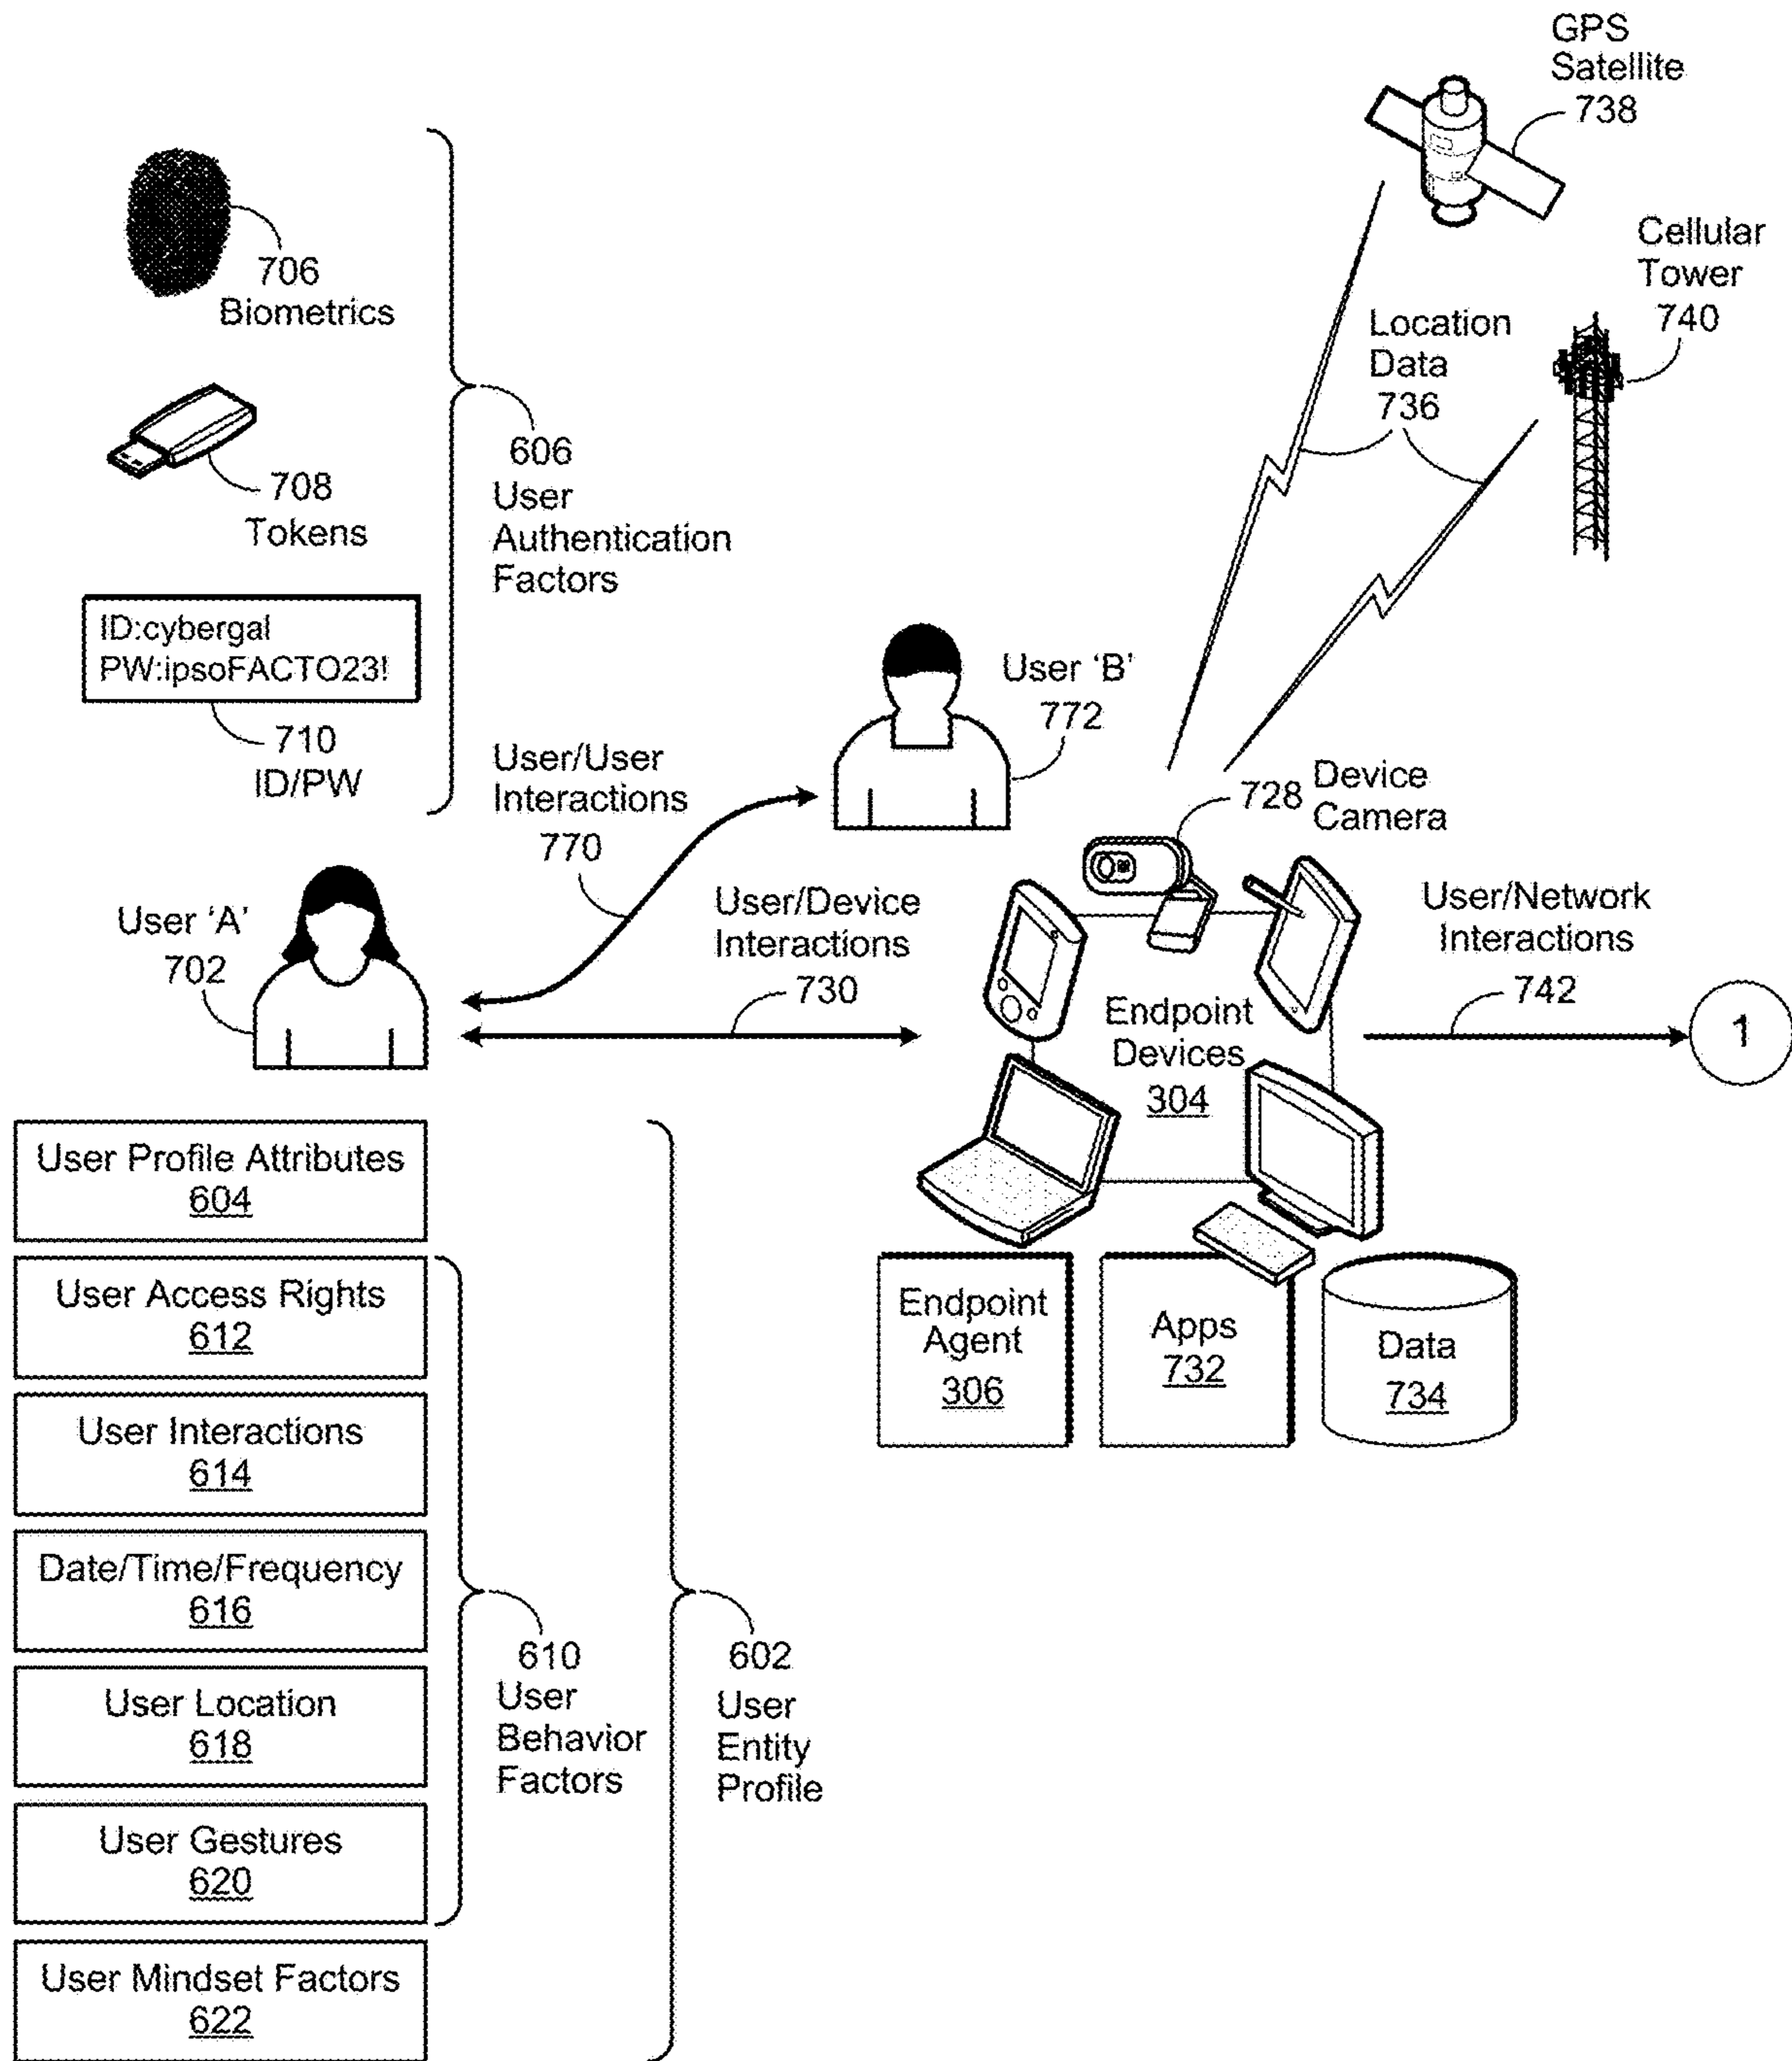 GPS
Satellite
738
Cellular
Tower
740
Location
Data
736
706
Biometrics
708
Tokens
606
User
Authentication
Factors
ID:cybergal
PW:ipsoFACTO23!
710
ID/PW
User/User
Interactions
770
User 'B'
772
728
Device
Camera
User 'A'
702
User/Device
Interactions
730
User/Network
Interactions
742
1
Endpoint
Devices
304
Endpoint
Agent
306
Apps
732
Data
734
User Profile Attributes
604
User Access Rights
612
User Interactions
614
Date/Time/Frequency
616
User Location
618
User Gestures
620
User Mindset Factors
622
610
User
Behavior
Factors
602
User
Entity
Profile